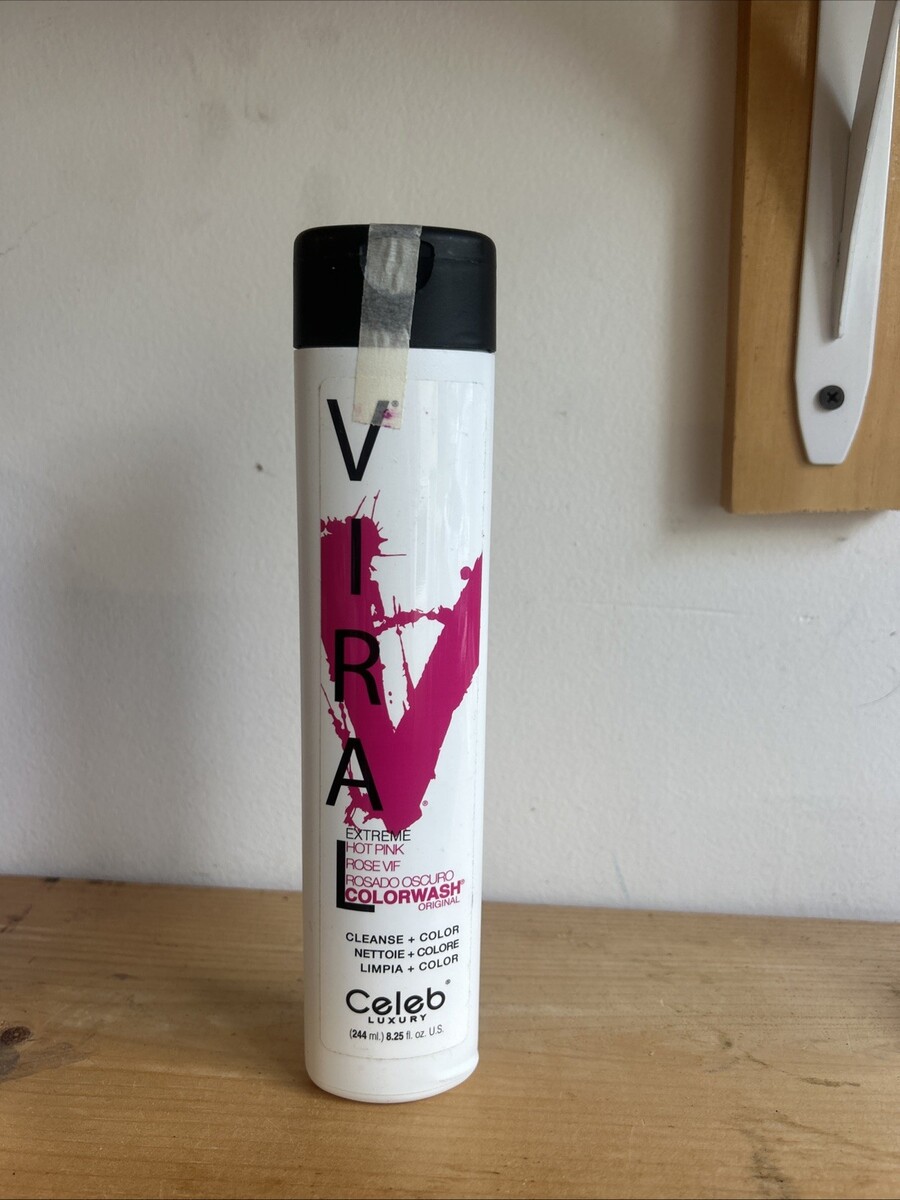 VIRAL
EXTREME
HOT PINK
ROSE VIF
ROSADO OSCURO
COLORWASH®
ORIGINAL
CLEANSE + COLOR
NETTOIE + COLORE
LIMPIA + COLOR
Celeb®
LUXURY
(244 ml.) 8.25 fl. oz. U.S.